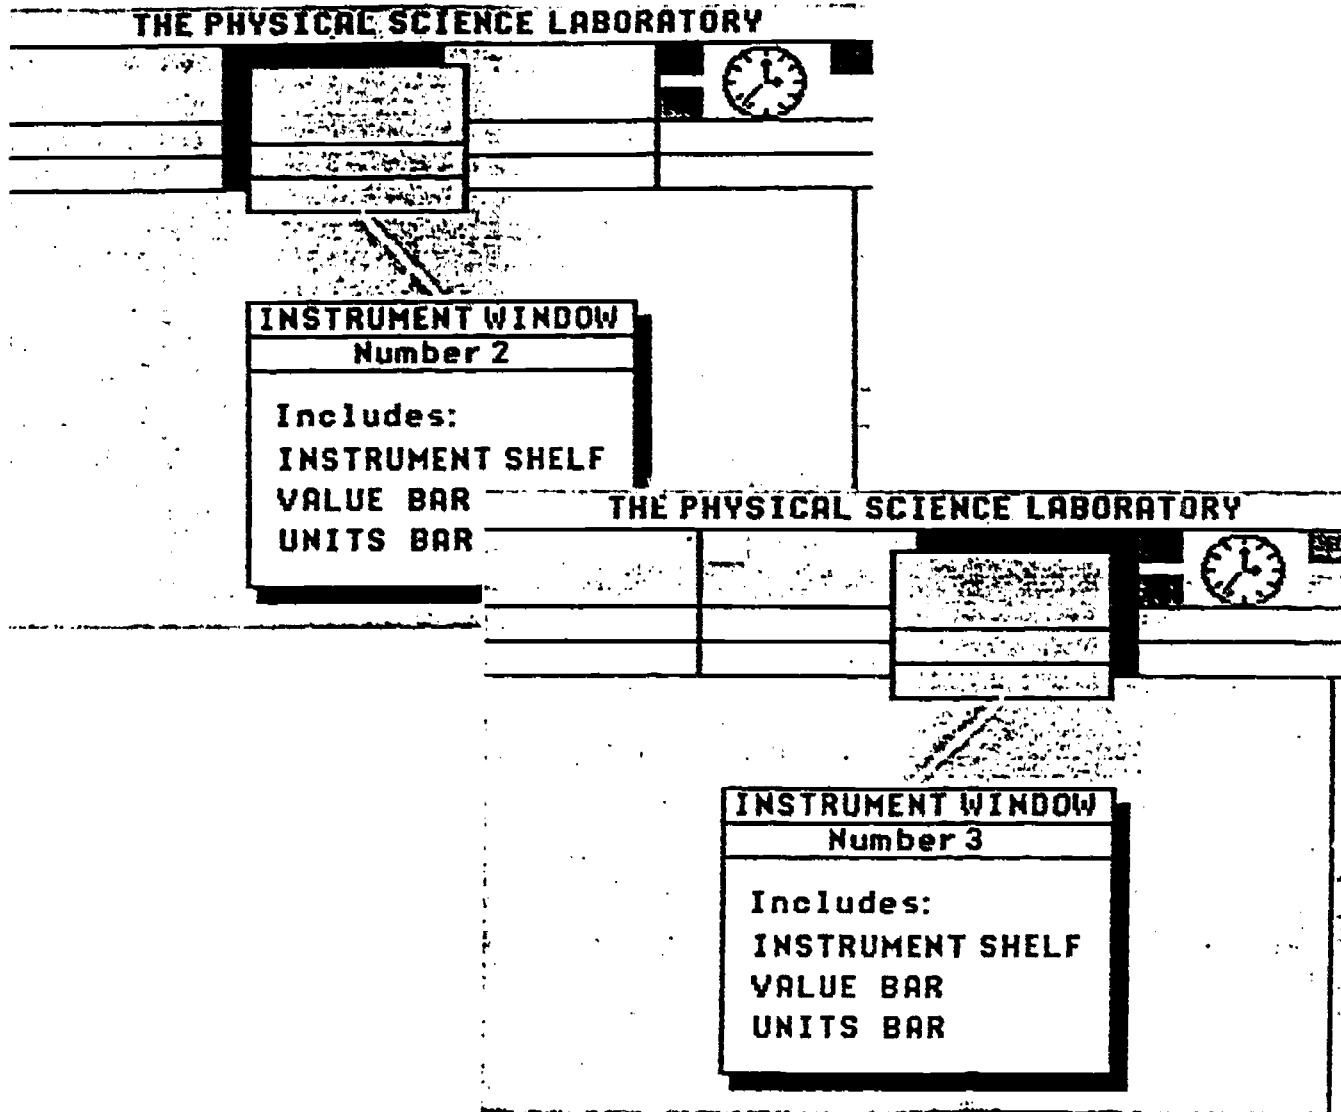 THE PHYSICAL SCIENCE LABORATORY
INSTRUMENT WINDOW
Number 2
Includes:
INSTRUMENT SHELF
VALUE BAR
UNITS BAR
THE PHYSICAL SCIENCE LABORATORY
INSTRUMENT WINDOW
Number 3
Includes:
INSTRUMENT SHELF
VALUE BAR
UNITS BAR